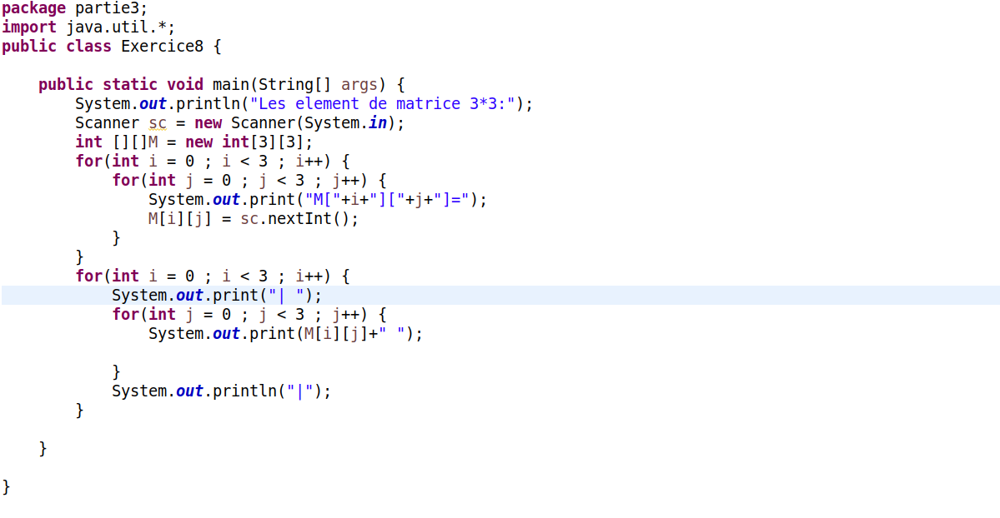 package partie3;
import java.util.*;
public class Exercice8 {
public static void main(String[] args) {
System.out.println("Les element de matrice 3*3:");
Scanner sc = new Scanner(System.in);
int [][]M = new int[3][3];
for(int i = 0 ; i < 3 ; i++) {
for(int j = 0 ; j < 3 ; j++) {
System.out.print("M["+i+"]["+j+"]=");
M[i][j] = sc.nextInt();
}
}
for(int i = 0 ; i < 3 ; i++) {
System.out.print("| ");
for(int j = 0 ; j < 3 ; j++) {
System.out.print(M[i][j]+" ");
}
System.out.println("|");
}
}
}